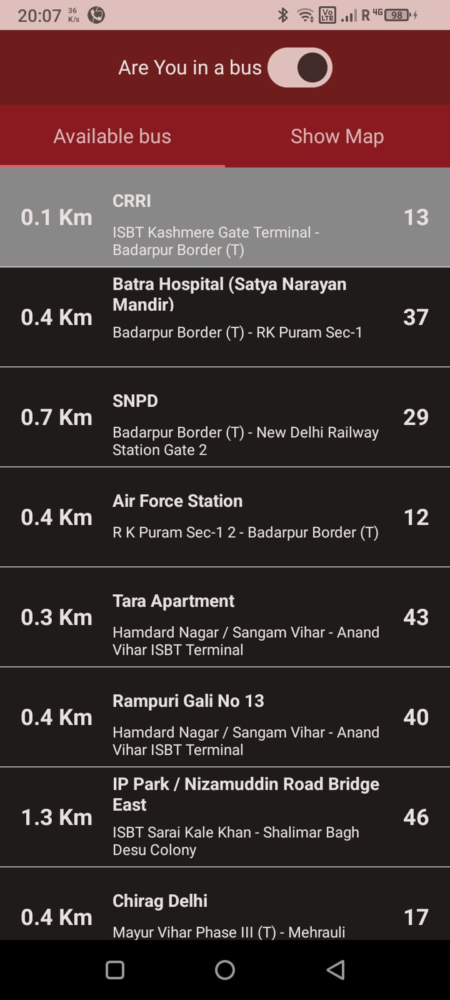 20:07 36 K/s Vo LTE R 4G 98
Are You in a bus
Available bus Show Map
CRRI
0.1 Km 13
ISBT Kashmere Gate Terminal -
Badarpur Border (T)
Batra Hospital (Satya Narayan
Mandir)
0.4 Km 37
Badarpur Border (T) - RK Puram Sec-1
SNPD
0.7 Km 29
Badarpur Border (T) - New Delhi Railway
Station Gate 2
Air Force Station
0.4 Km 12
R K Puram Sec-1 2 - Badarpur Border (T)
Tara Apartment
0.3 Km 43
Hamdard Nagar / Sangam Vihar - Anand
Vihar ISBT Terminal
Rampuri Gali No 13
0.4 Km 40
Hamdard Nagar / Sangam Vihar - Anand
Vihar ISBT Terminal
IP Park / Nizamuddin Road Bridge
East
1.3 Km 46
ISBT Sarai Kale Khan - Shalimar Bagh
Desu Colony
Chirag Delhi
0.4 Km 17
Mayur Vihar Phase III (T) - Mehrauli